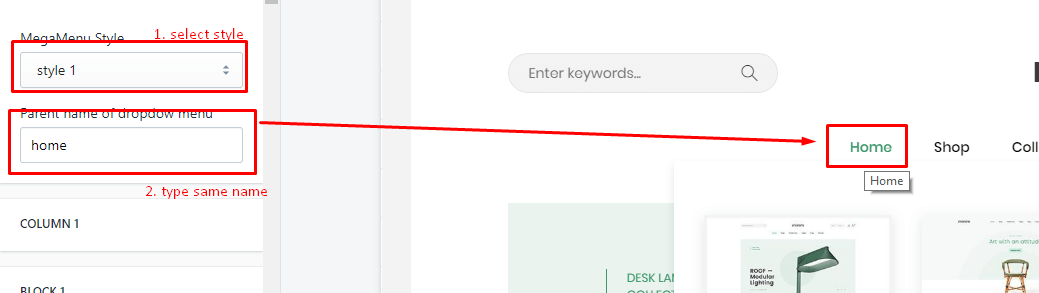 MegaMenu Style
1. select style
style 1
Parent name of dropdow menu
home
2. type same name
COLUMN 1
BLOCK 1
Enter keywords...
Home
Shop
Coll
Home
DESK LAM
COLLECT
ROOF —
Modular
Lighting
Art with an attitud